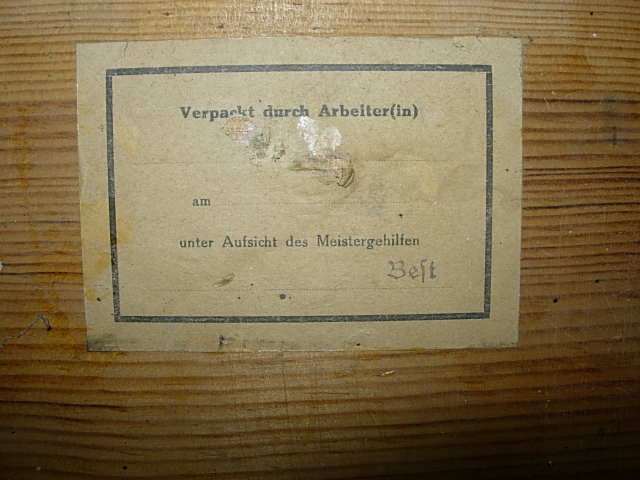 Verpackt durch Arbeiter(in)
am
unter Aufsicht des Meistergehilfen
Beſt